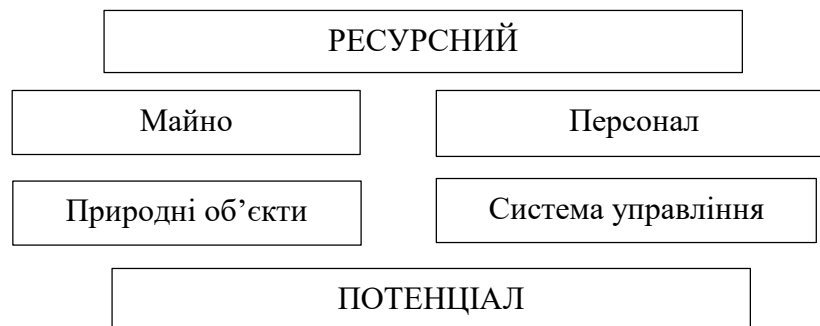 РЕСУРСНИЙ
Майно
Персонал
Природні об’єкти
Система управління
ПОТЕНЦІАЛ